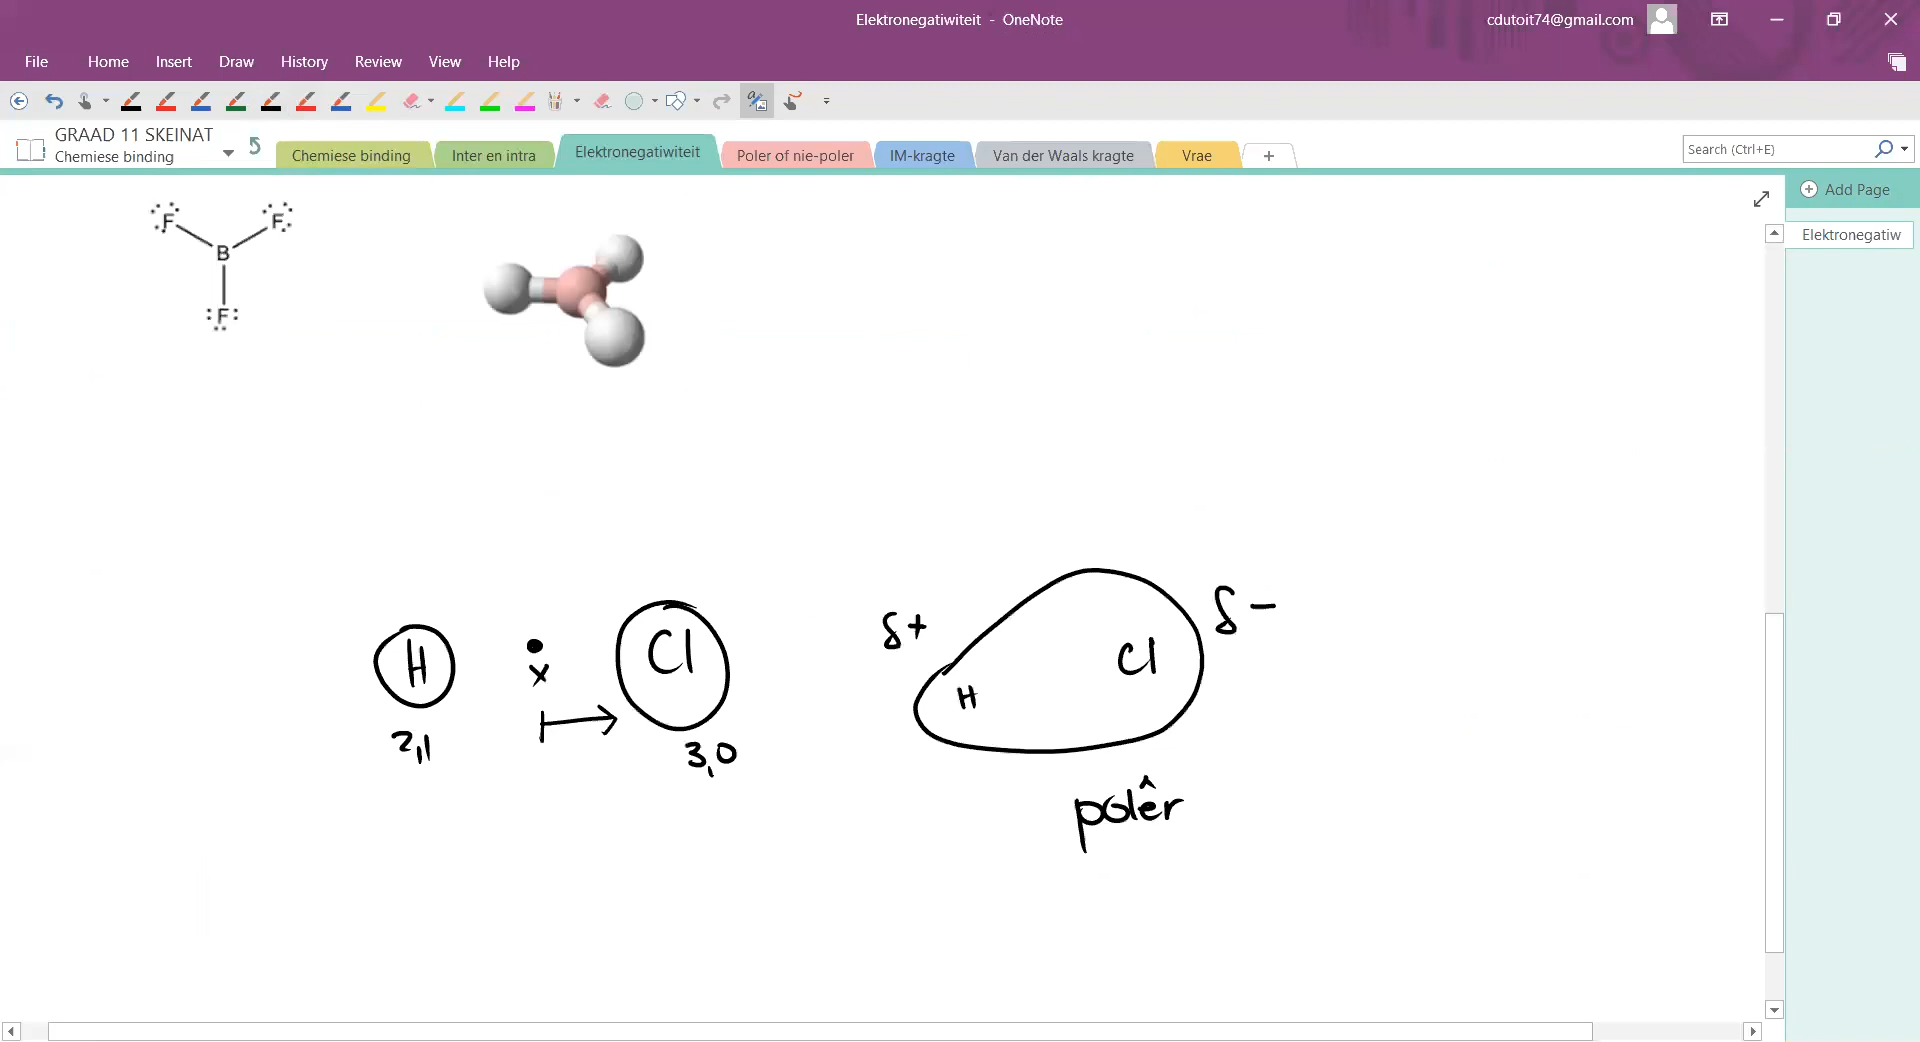 Elektronegatiwiteit - OneNote
cdutoit74@gmail.com
File Home Insert Draw History Review View Help
GRAAD 11 SKEINAT
Chemiese binding
Chemiese binding Inter en intra Elektronegatiwiteit Poler of nie-poler IM-kragte Van der Waals kragte Vrae +
Search (Ctrl+E)
Add Page
Elektronegatiw
F F
B
F
δ+ δ−
H Cl
H Cl
2,1 3,0
polêr